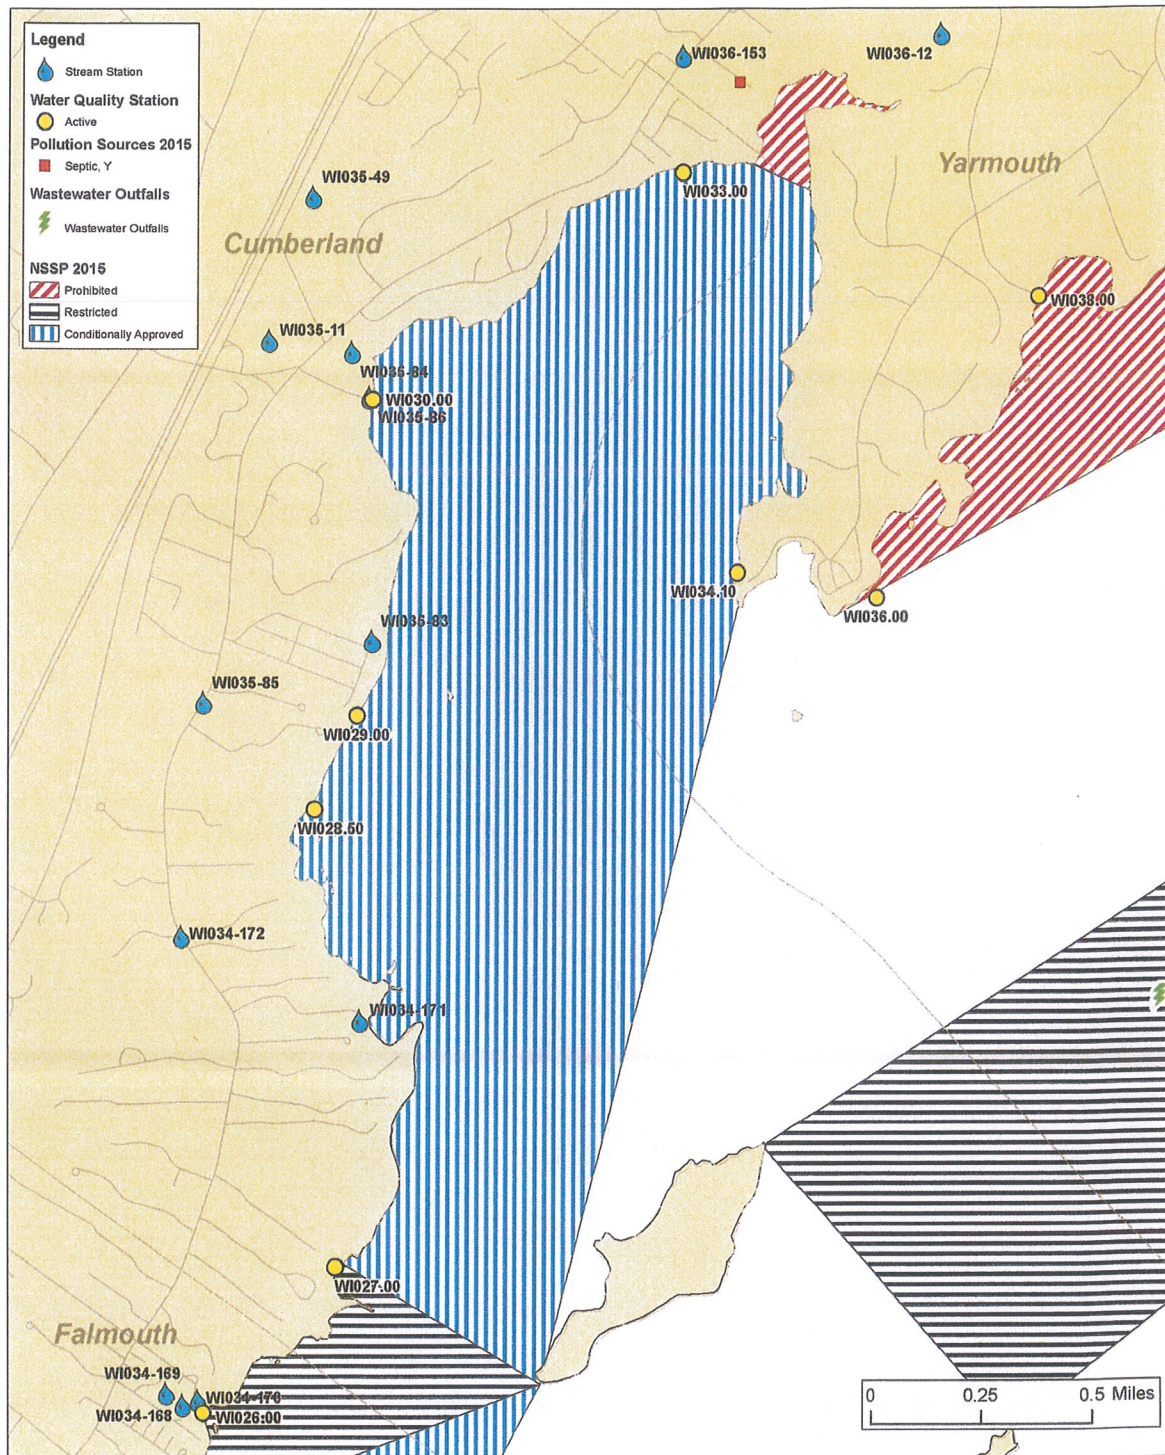 Legend
Stream Station
Water Quality Station
Active
Pollution Sources 2015
Septic, Y
Wastewater Outfalls
Wastewater Outfalls
NSSP 2015
Prohibited
Restricted
Conditionally Approved
WI036-153
WI036-12
Yarmouth
WI035-49
WI033.00
Cumberland
WI038.00
WI035-11
WI035-84
WI030.00
WI035-86
WI034.10
WI036.00
WI035-83
WI035-85
WI029.00
WI028.50
WI034-172
WI034-171
WI027.00
Falmouth
WI034-169
WI034-168
WI026.00
0 0.25 0.5 Miles